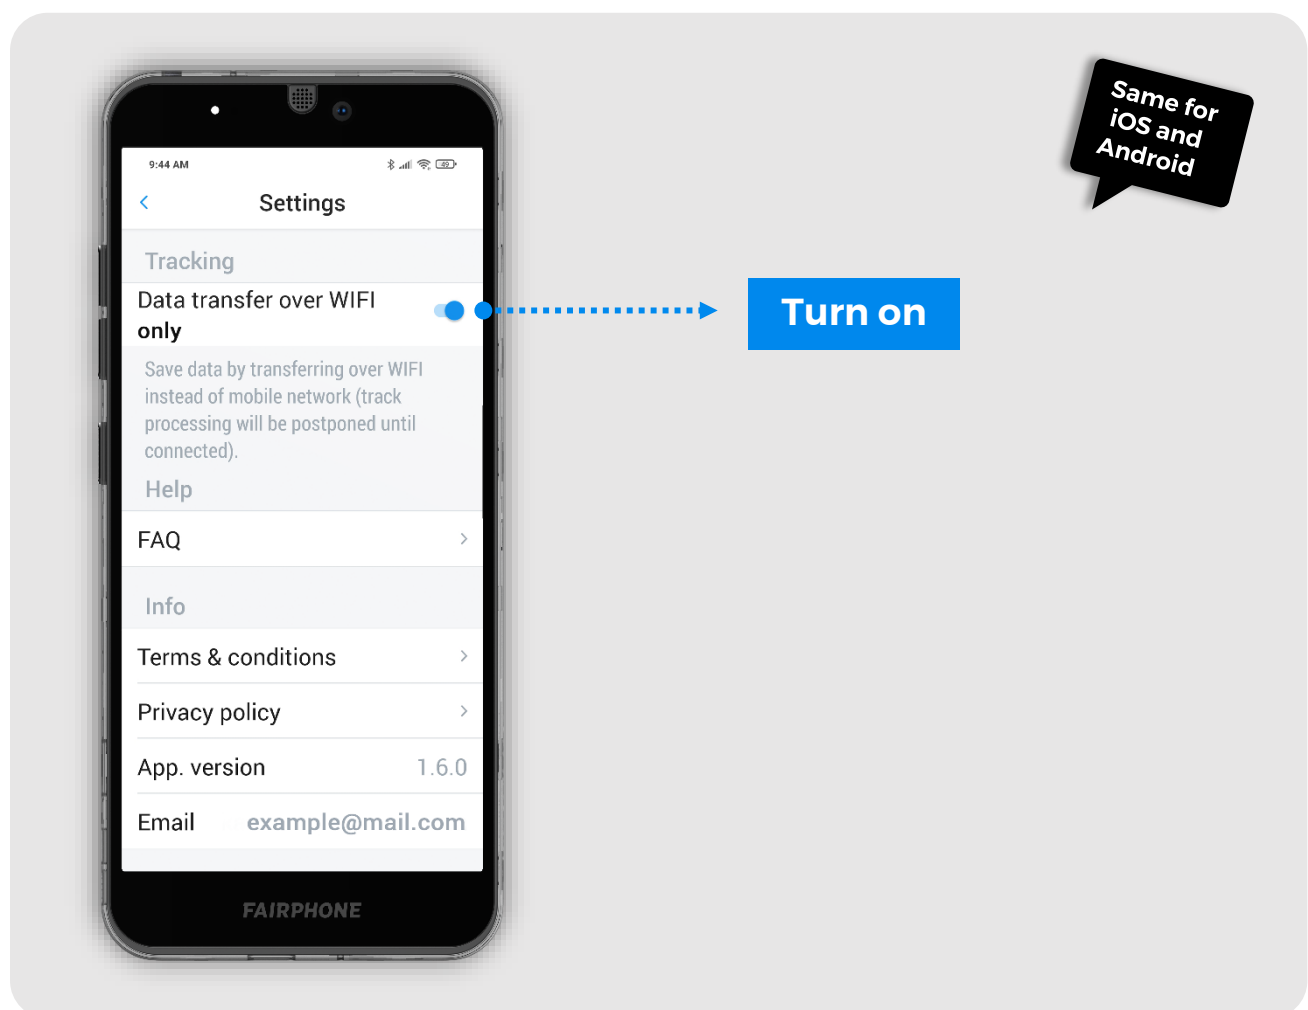 Same for
iOS and
Android
9:44 AM
49
Settings
Tracking
Data transfer over WIFI
only
Turn on
Save data by transferring over WIFI
instead of mobile network (track
processing will be postponed until
connected).
Help
FAQ
Info
Terms & conditions
Privacy policy
App. version 1.6.0
Email example@mail.com
FAIRPHONE